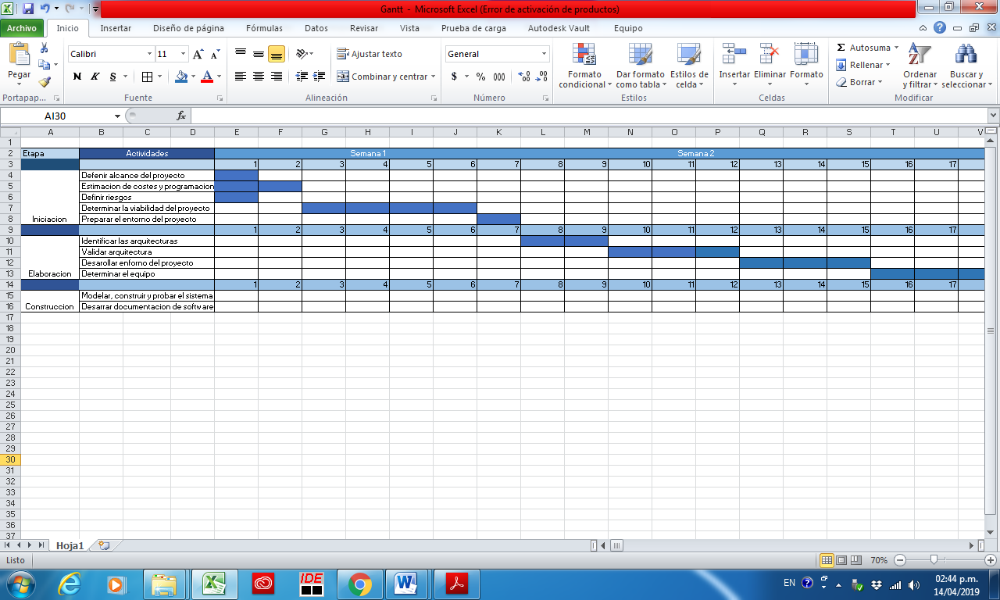 Gantt - Microsoft Excel (Error de activación de productos)
Archivo Inicio Insertar Diseño de página Fórmulas Datos Revisar Vista Prueba de carga Autodesk Vault Equipo
Pegar
Calibri 11
N K S
Ajustar texto
Combinar y centrar
General
$ % 000
Formato condicional
Dar formato como tabla
Estilos de celda
Insertar Eliminar Formato
Autosuma
Rellenar
Borrar
Ordenar y filtrar
Buscar y seleccionar
Portapap... Fuente Alineación Número Estilos Celdas Modificar
AI30 fx
A B C D E F G H I J K L M N O P Q R S T U V
1
2 Etapa Actividades Semana 1 Semana 2
3 1 2 3 4 5 6 7 8 9 10 11 12 13 14 15 16 17
4 Defenir alcance del proyecto
5 Estimacion de costes y programacion
6 Definir riesgos
7 Determinar la viabilidad del proyecto
8 Iniciacion Preparar el entorno del proyecto
9 1 2 3 4 5 6 7 8 9 10 11 12 13 14 15 16 17
10 Identificar las arquitecturas
11 Validar arquitectura
12 Desarollar enforno del proyecto
13 Elaboracion Determinar el equipo
14 1 2 3 4 5 6 7 8 9 10 11 12 13 14 15 16 17
15 Modelar, construir y probar el sistema
16 Construccion Desarrar documentacion de software
17
18
19
20
21
22
23
24
25
26
27
28
29
30
31
32
33
34
35
36
37
Hoja1
Listo 70%
IDE EN 02:44 p.m.
14/04/2019